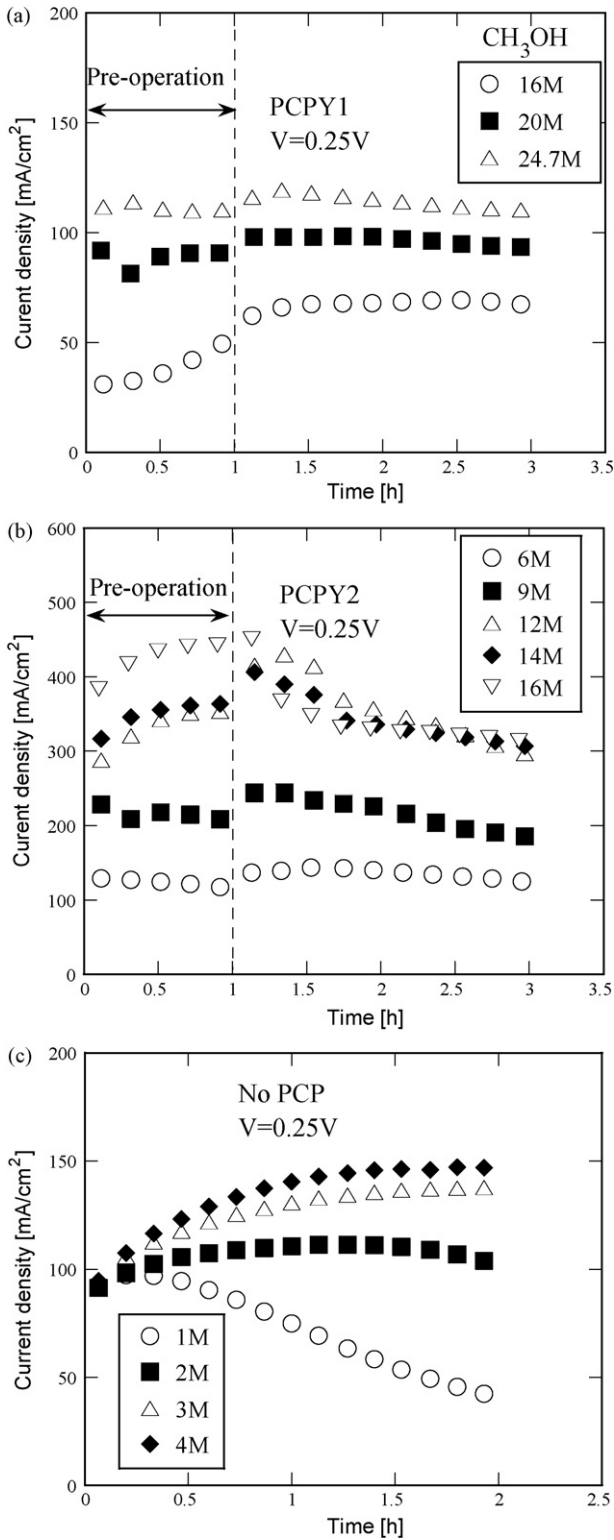 (a)
200
150
100
50
0
Curent density [mA/cm²]
Pre-operation
PCPY1
V=0.25V
CH₃OH
16M
20M
24.7M
0 0.5 1 1.5 2 2.5 3 3.5
Time [h]
(b)
600
500
400
300
200
100
0
Curent density [mA/cm²]
Pre-operation
PCPY2
V=0.25V
6M
9M
12M
14M
16M
0 0.5 1 1.5 2 2.5 3 3.5
Time [h]
(c)
200
150
100
50
0
Current density [mA/cm²]
No PCP
V=0.25V
1M
2M
3M
4M
0 0.5 1 1.5 2 2.5
Time [h]